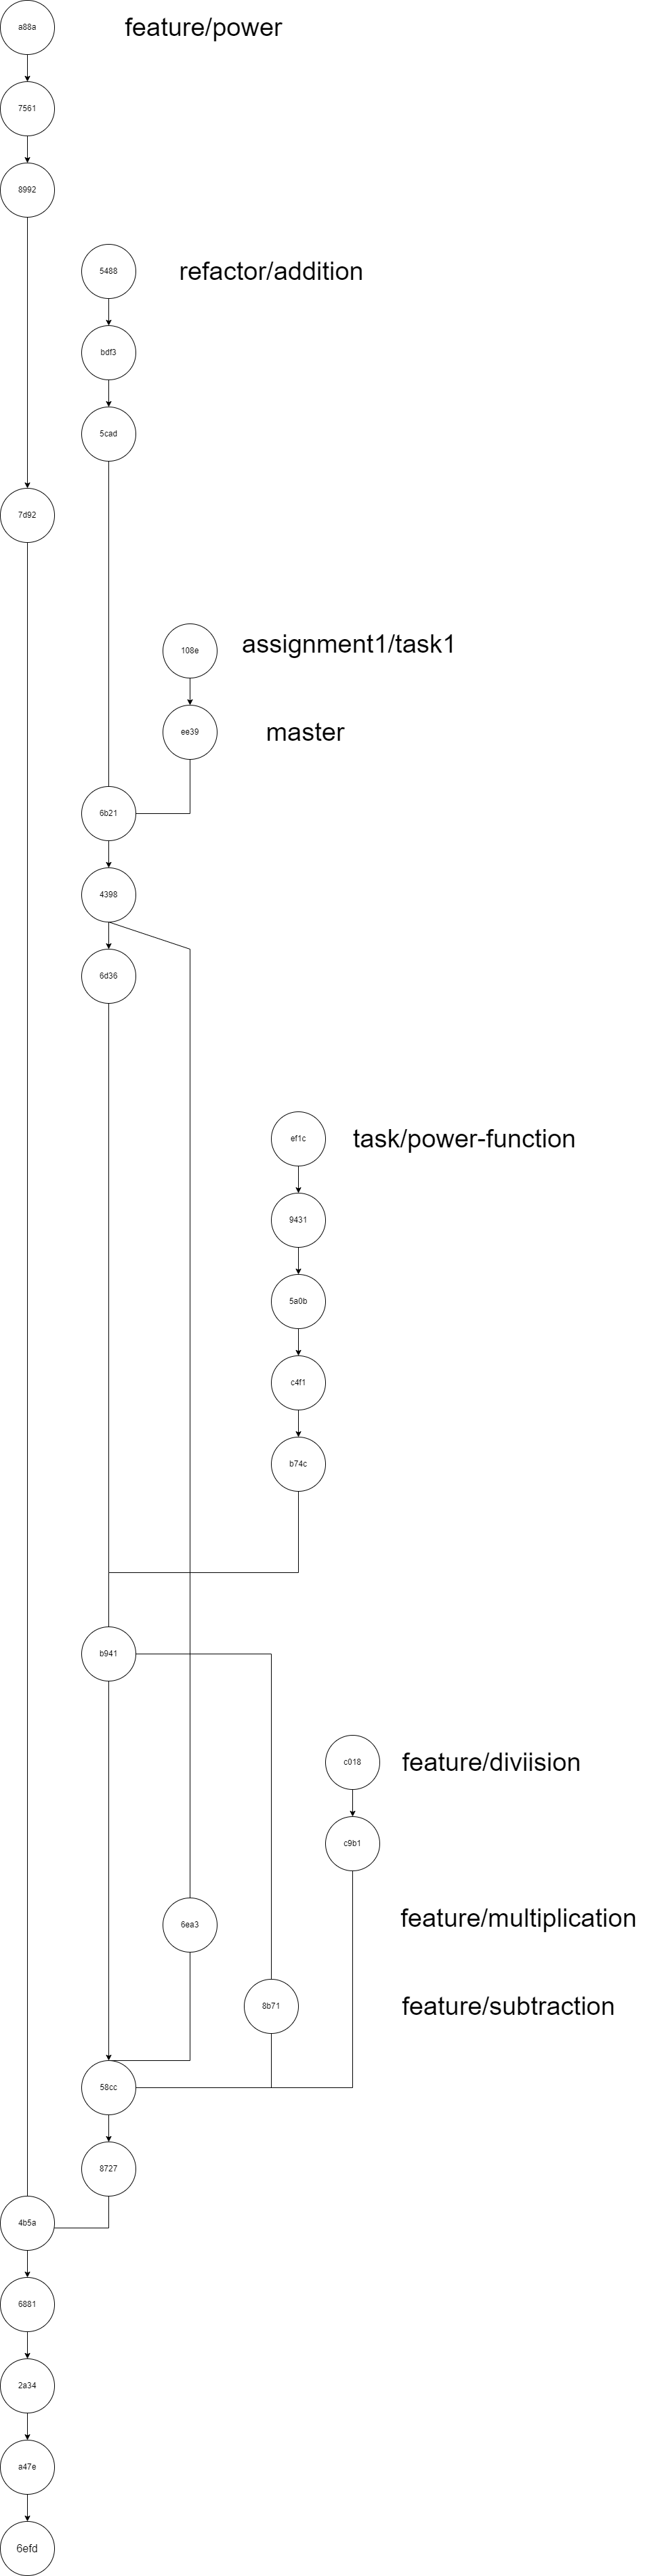 a88a feature/power
7561
8992
5488 refactor/addition
bdf3
5cad
7d92
108e assignment1/task1
ee39 master
6b21
4398
6d36
ef1c task/power-function
9431
5a0b
c4f1
b74c
b941
c018 feature/diviision
c9b1
6ea3 feature/multiplication
8b71 feature/subtraction
58cc
8727
4b5a
6881
2a34
a47e
6efd